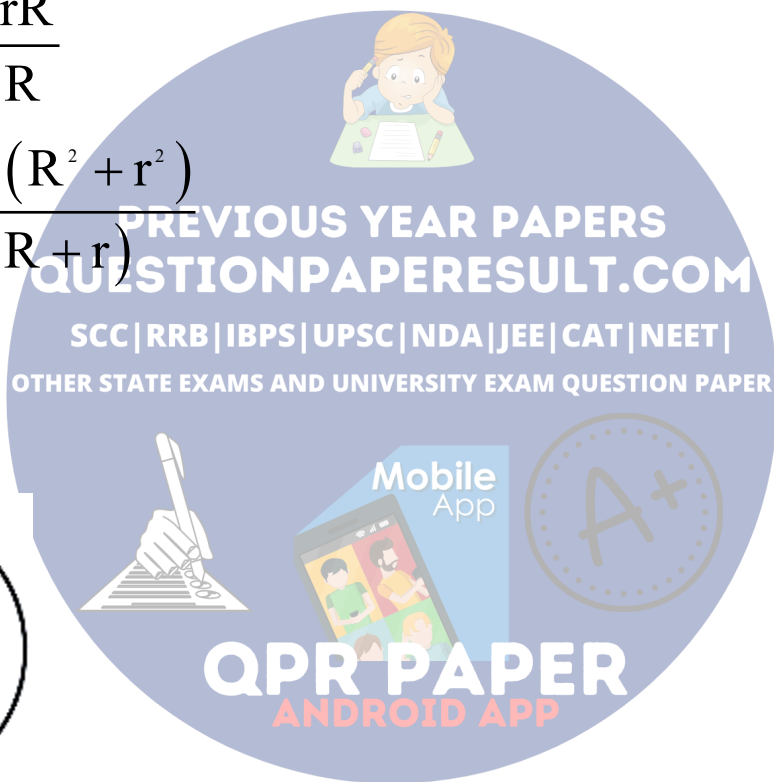 rR
R
(R² + r²)
R + r)
PREVIOUS YEAR PAPERS
QUESTIONPAPERESULT.COM
SCC|RRB|IBPS|UPSC|NDA|JEE|CAT|NEET|
OTHER STATE EXAMS AND UNIVERSITY EXAM QUESTION PAPER
Mobile
App
A+
QPR PAPER
ANDROID APP